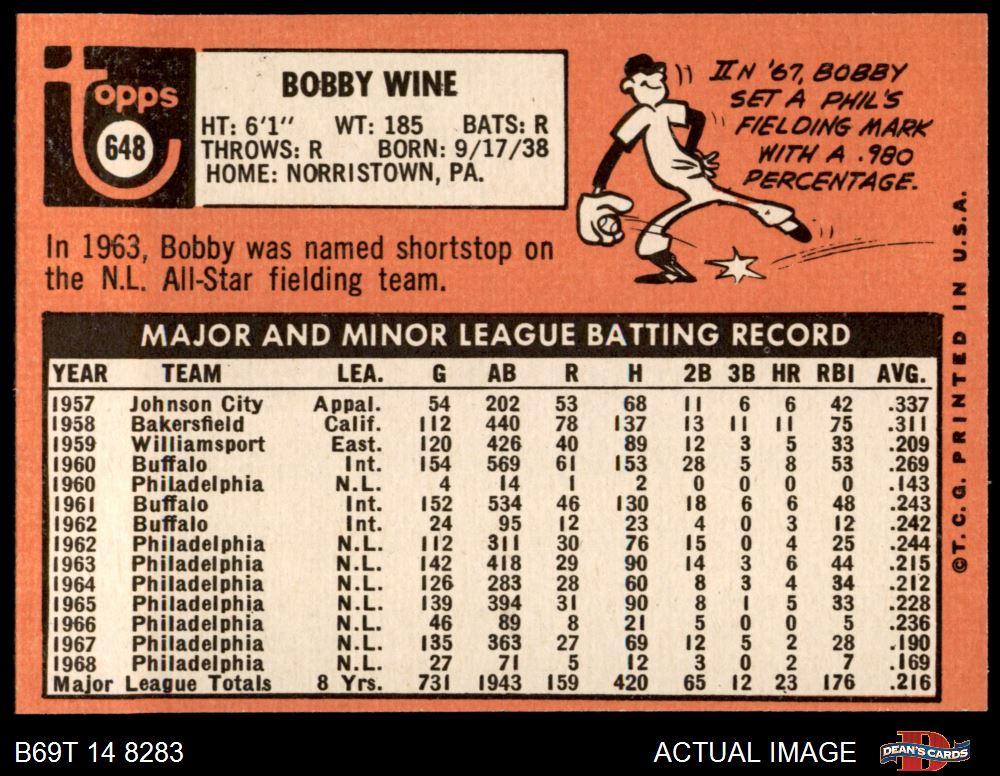 topps
648
BOBBY WINE
HT: 6'1" WT: 185 BATS: R
THROWS: R BORN: 9/17/38
HOME: NORRISTOWN, PA.
IN '67, BOBBY
SET A PHIL'S
FIELDING MARK
WITH A .980
PERCENTAGE.
In 1963, Bobby was named shortstop on
the N.L. All-Star fielding team.
MAJOR AND MINOR LEAGUE BATTING RECORD
YEAR TEAM LEA. G AB R H 2B 3B HR RBI AVG.
1957 Johnson City Appal. 54 202 53 68 11 6 6 42 .337
1958 Bakersfield Calif. 112 440 78 137 13 11 11 75 .311
1959 Williamsport East. 120 426 40 89 12 3 5 33 .209
1960 Buffalo Int. 154 569 61 153 28 5 8 53 .269
1960 Philadelphia N.L. 4 14 1 2 0 0 0 0 .143
1961 Buffalo Int. 152 534 46 130 18 6 6 48 .243
1962 Buffalo Int. 24 95 12 23 4 0 3 12 .242
1962 Philadelphia N.L. 112 311 30 76 15 0 4 25 .244
1963 Philadelphia N.L. 142 418 29 90 14 3 6 44 .215
1964 Philadelphia N.L. 126 283 28 60 8 3 4 34 .212
1965 Philadelphia N.L. 139 394 31 90 8 1 5 33 .228
1966 Philadelphia N.L. 46 89 8 21 5 0 0 5 .236
1967 Philadelphia N.L. 135 363 27 69 12 5 2 28 .190
1968 Philadelphia N.L. 27 71 5 12 3 0 2 7 .169
Major League Totals 8 Yrs. 731 1943 159 420 65 12 23 176 .216
©T. C. G. PRINTED IN U.S.A.
B69T 14 8283
ACTUAL IMAGE
DEAN'S CARDS